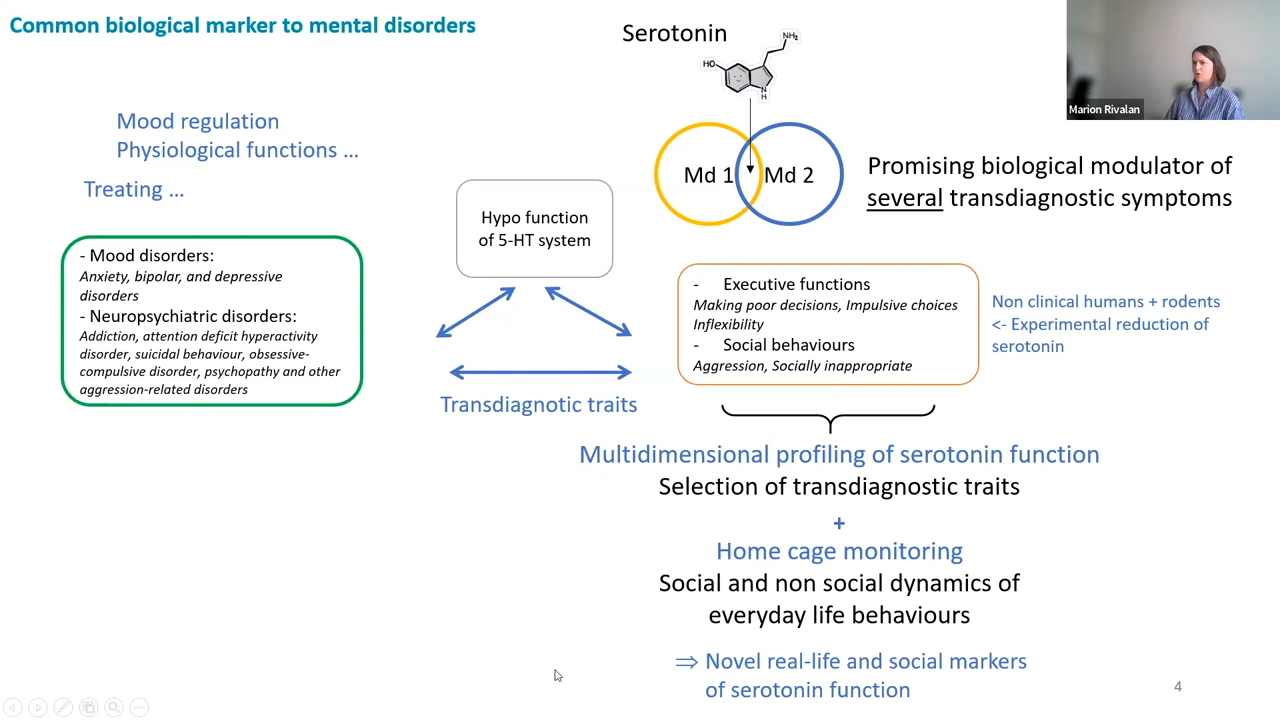 Common biological marker to mental disorders
Serotonin
NH₂
HO
N
H
Marion Rivalan
Mood regulation
Physiological functions ...
Treating ...
Md 1
Md 2
Promising biological modulator of
several transdiagnostic symptoms
Hypo function
of 5-HT system
- Mood disorders:
Anxiety, bipolar, and depressive
disorders
- Neuropsychiatric disorders:
Addiction, attention deficit hyperactivity
disorder, suicidal behaviour, obsessive-
compulsive disorder, psychopathy and other
aggression-related disorders
- Executive functions
Making poor decisions, Impulsive choices
Inflexibility
- Social behaviours
Aggression, Socially inappropriate
Non clinical humans + rodents
<- Experimental reduction of
serotonin
Transdiagnotic traits
Multidimensional profiling of serotonin function
Selection of transdiagnostic traits
+
Home cage monitoring
Social and non social dynamics of
everyday life behaviours
⇒ Novel real-life and social markers
of serotonin function
4